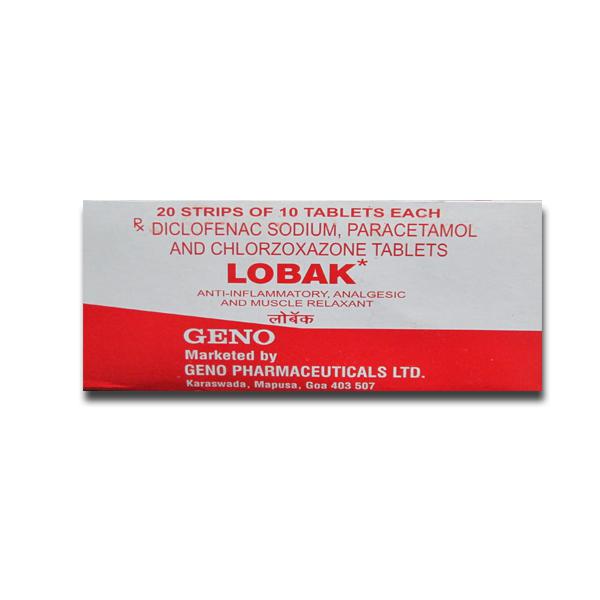 20 STRIPS OF 10 TABLETS EACH
℞ DICLOFENAC SODIUM, PARACETAMOL
AND CHLORZOXAZONE TABLETS
LOBAK*
ANTI-INFLAMMATORY, ANALGESIC
AND MUSCLE RELAXANT
लोबॅक
GENO
Marketed by
GENO PHARMACEUTICALS LTD.
Karaswada, Mapusa, Goa 403 507